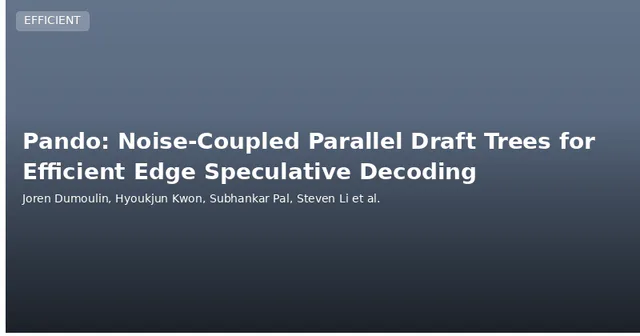 EFFICIENT
Pando: Noise-Coupled Parallel Draft Trees for
Efficient Edge Speculative Decoding
Joren Dumoulin, Hyoukjun Kwon, Subhankar Pal, Steven Li et al.